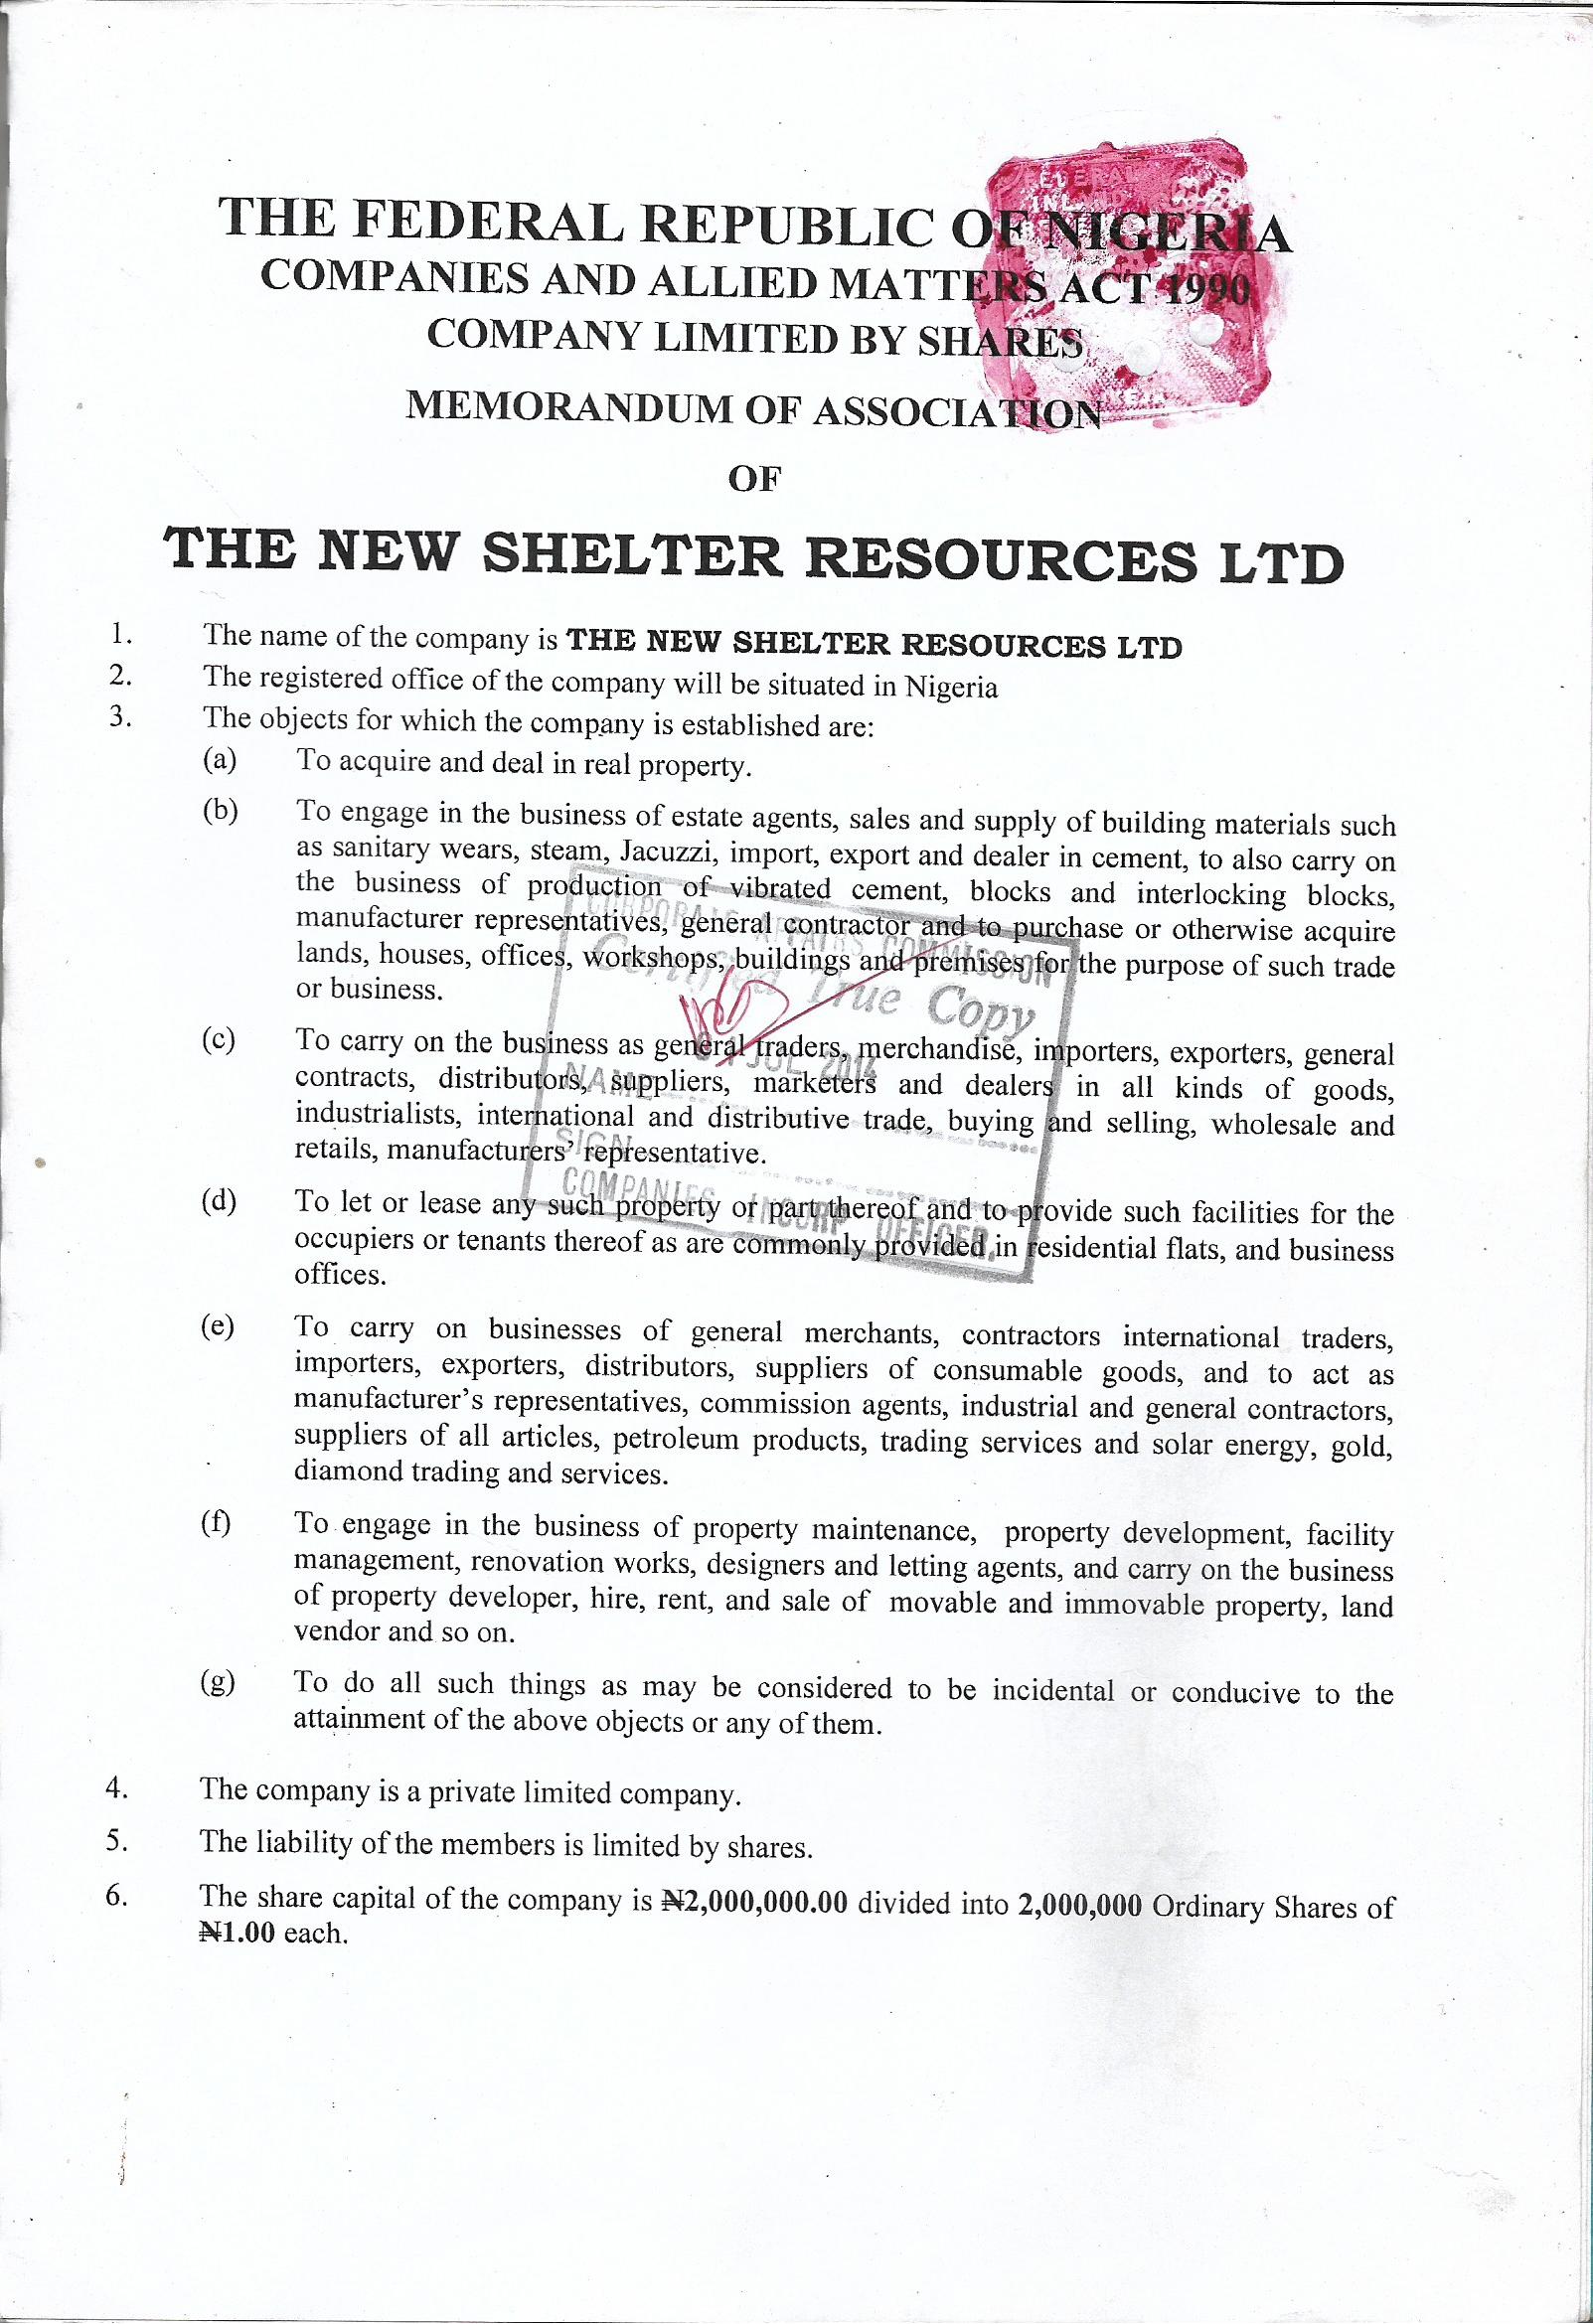 THE FEDERAL REPUBLIC OF NIGERIA
COMPANIES AND ALLIED MATTERS ACT 1990
COMPANY LIMITED BY SHARES
MEMORANDUM OF ASSOCIATION
OF
THE NEW SHELTER RESOURCES LTD
1. The name of the company is THE NEW SHELTER RESOURCES LTD
2. The registered office of the company will be situated in Nigeria
3. The objects for which the company is established are:
(a) To acquire and deal in real property.
(b) To engage in the business of estate agents, sales and supply of building materials such
as sanitary wears, steam, Jacuzzi, import, export and dealer in cement, to also carry on
the business of production of vibrated cement, blocks and interlocking blocks,
manufacturer representatives, general contractor and to purchase or otherwise acquire
lands, houses, offices, workshops, buildings and premises for the purpose of such trade
or business.
(c) To carry on the business as general traders, merchandise, importers, exporters, general
contracts, distributors, suppliers, marketers and dealers in all kinds of goods,
industrialists, international and distributive trade, buying and selling, wholesale and
retails, manufacturers' representative.
(d) To let or lease any such property or part thereof and to provide such facilities for the
occupiers or tenants thereof as are commonly provided in residential flats, and business
offices.
(e) To carry on businesses of general merchants, contractors international traders,
importers, exporters, distributors, suppliers of consumable goods, and to act as
manufacturer's representatives, commission agents, industrial and general contractors,
suppliers of all articles, petroleum products, trading services and solar energy, gold,
diamond trading and services.
(f) To engage in the business of property maintenance, property development, facility
management, renovation works, designers and letting agents, and carry on the business
of property developer, hire, rent, and sale of movable and immovable property, land
vendor and so on.
(g) To do all such things as may be considered to be incidental or conducive to the
attainment of the above objects or any of them.
4. The company is a private limited company.
5. The liability of the members is limited by shares.
6. The share capital of the company is ₦2,000,000.00 divided into 2,000,000 Ordinary Shares of
₦1.00 each.
CORPORATE AFFAIRS COMMISSION
Certified True Copy
JUL 2014
NAME
SIGN
COMPANIES INCORP OFFICER
FEDERAL